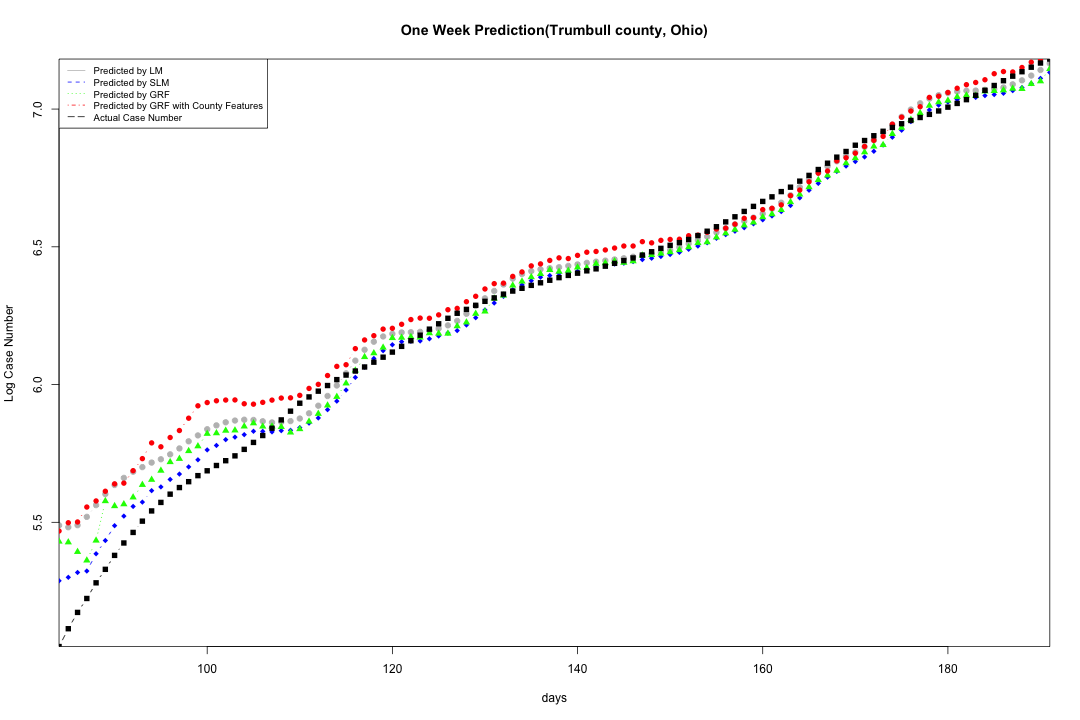 One Week Prediction(Trumbull county, Ohio)
Predicted by LM
Predicted by SLM
Predicted by GRF
Predicted by GRF with County Features
Actual Case Number
7.0
6.5
6.0
5.5
Log Case Number
100 120 140 160 180
days